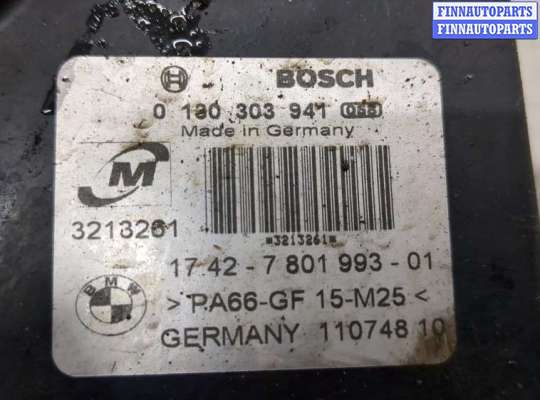 FINNAUTOPARTS
FINNAUTOPARTS
BOSCH
0 130 303 941
Made in Germany
M
3213261
*3213261*
17 42 - 7 801 993 - 01
BMW
> PA66-GF 15-M25 <
GERMANY 110748 10